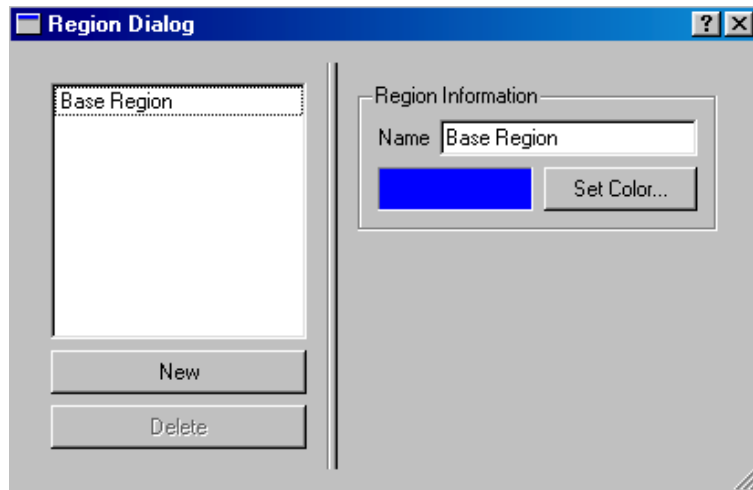 Region Dialog
Base Region
New
Delete
Region Information
Name Base Region
Set Color...